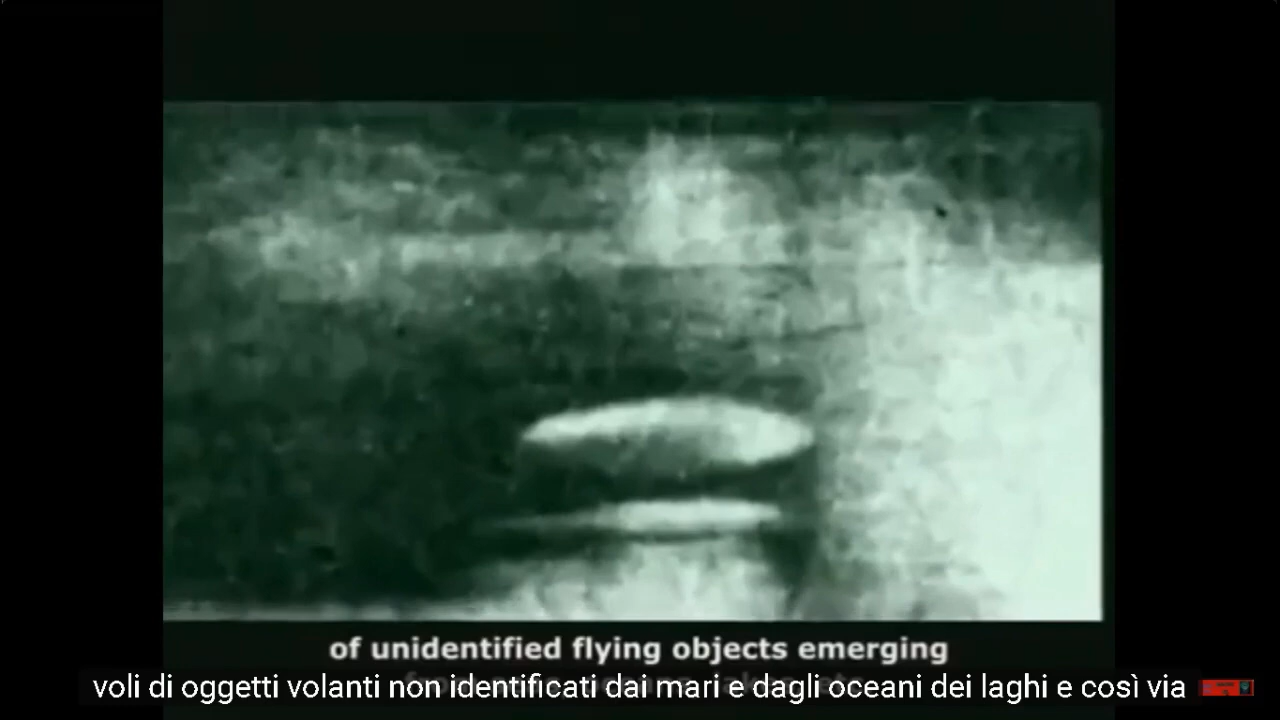 of unidentified flying objects emerging
voli di oggetti volanti non identificati dai mari e dagli oceani dei laghi e così via